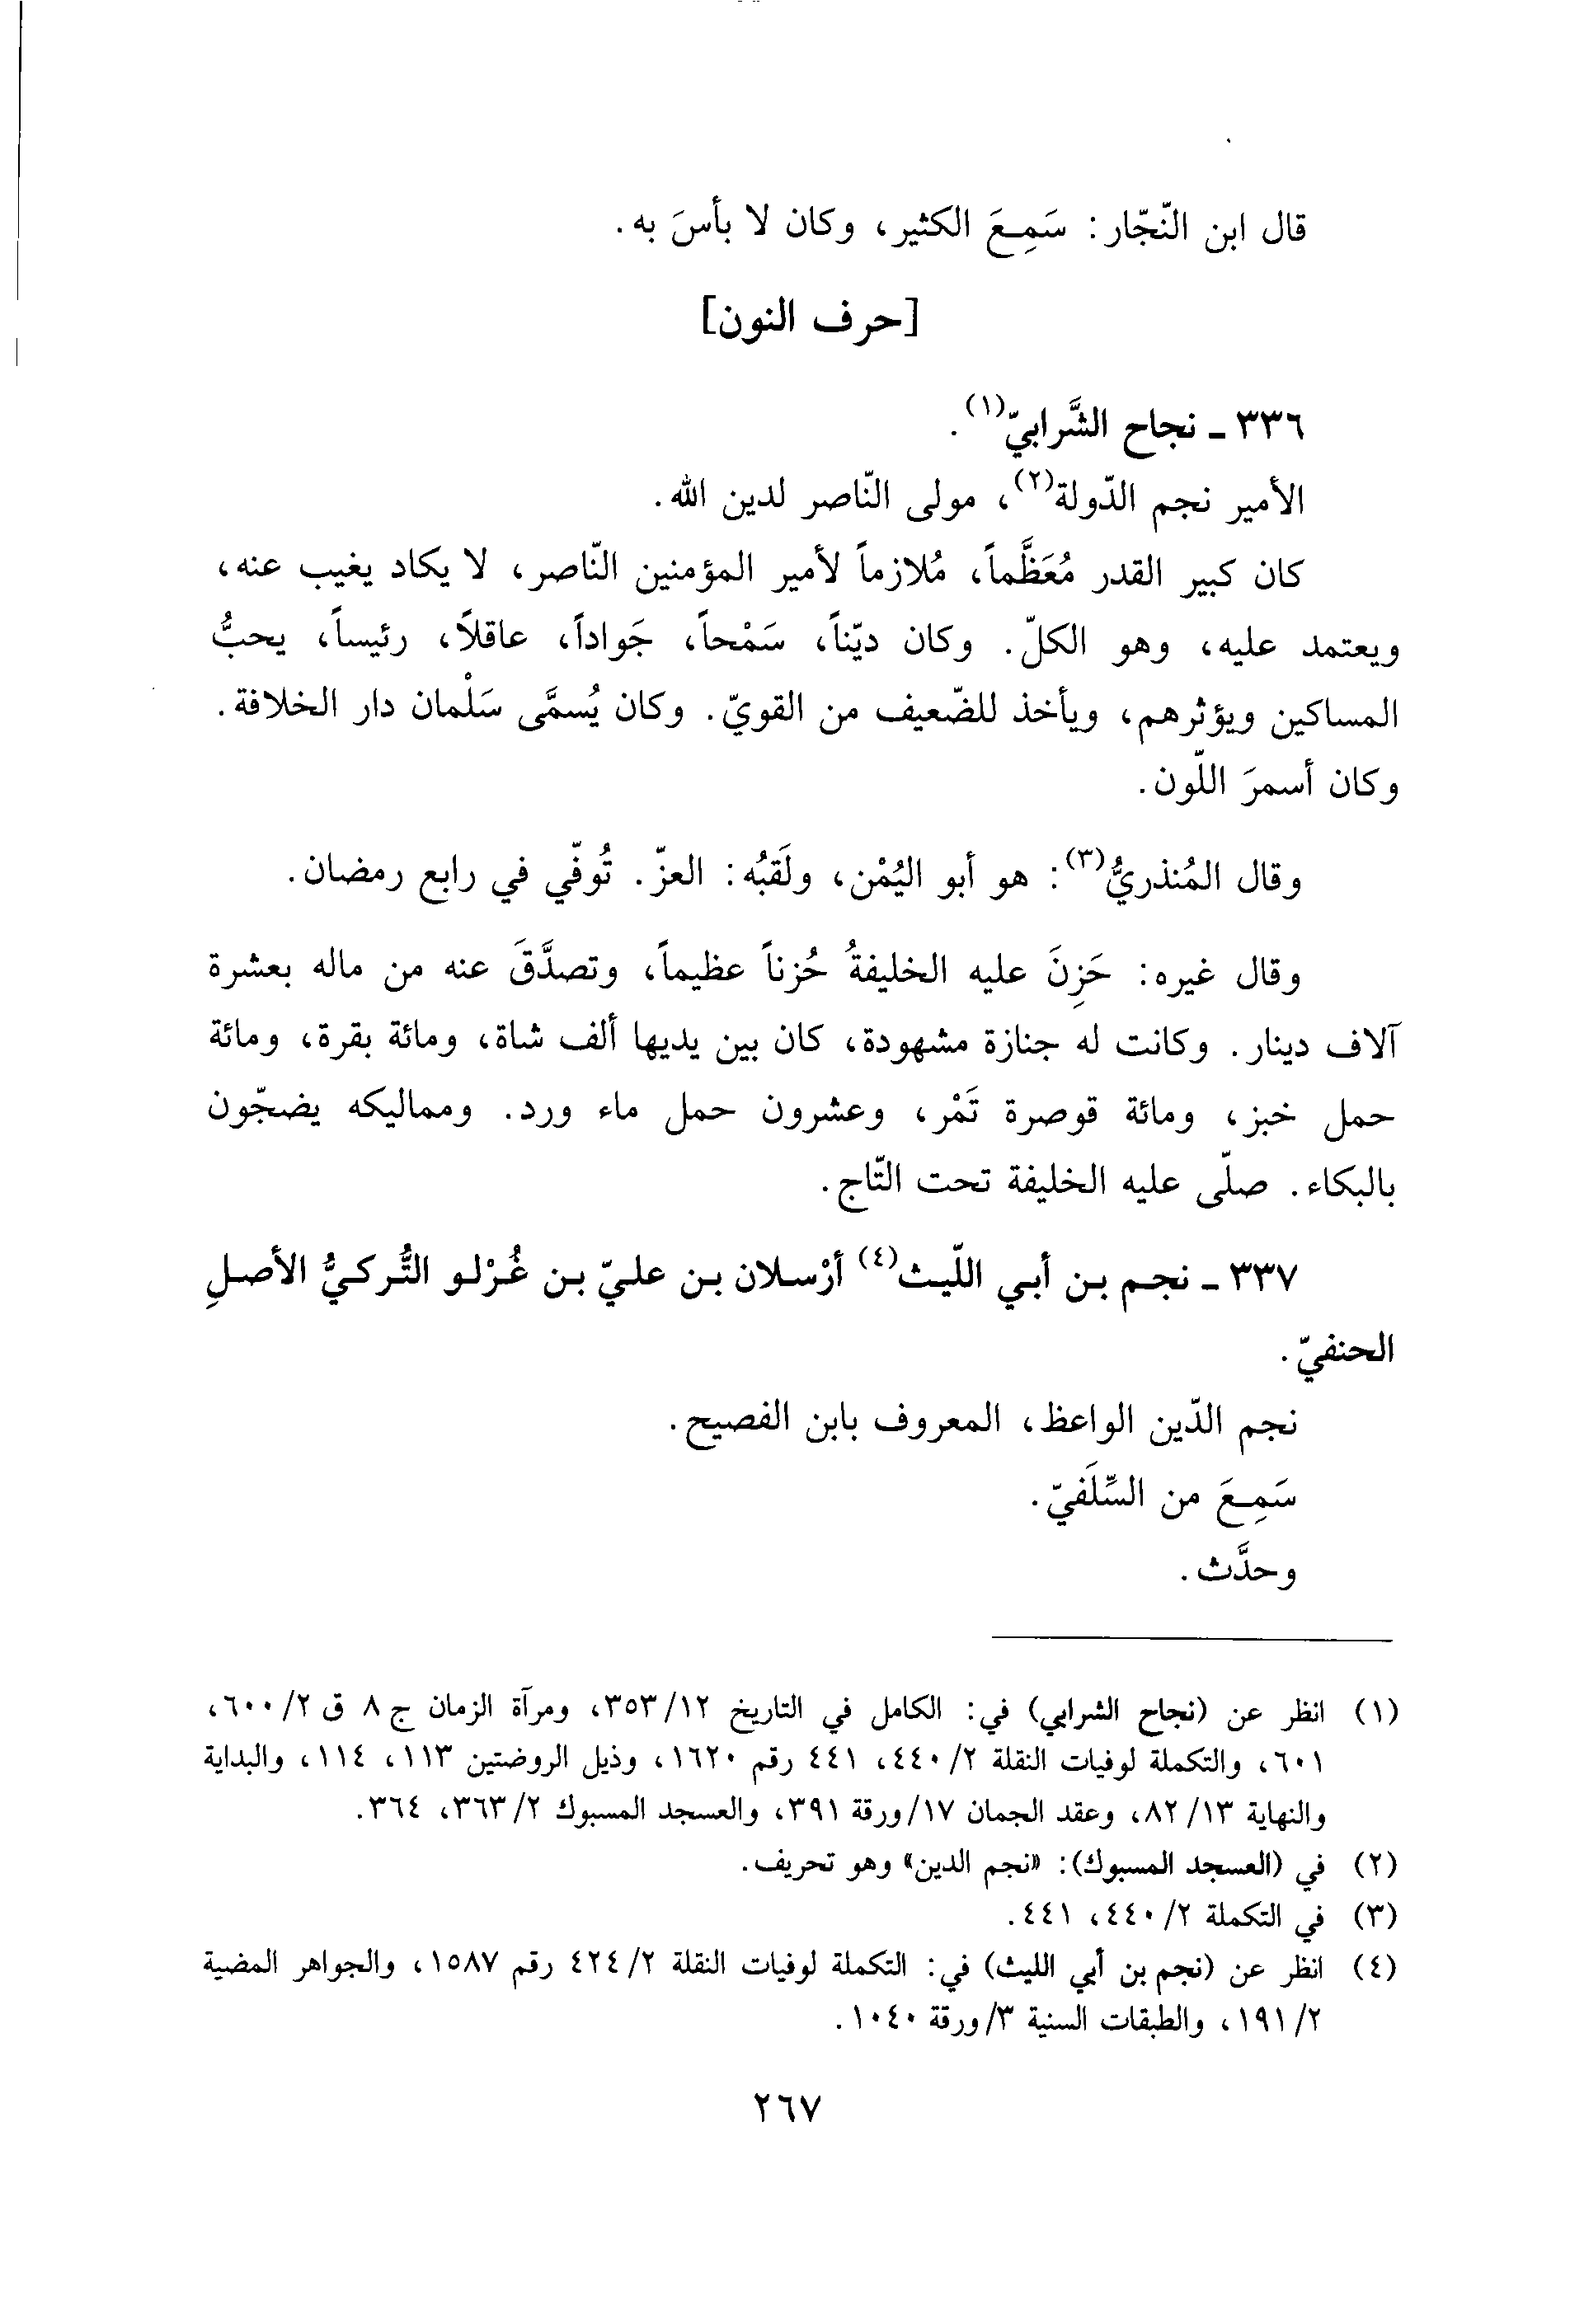 قال ابن النّجّار: سَمِعَ الكثير، وكان لا بأسَ به.
[حرف النون]
٣٣٦ ـ نجاح الشَّرابيّ(١).
الأمير نجم الدّولة(٢)، مولى النّاصر لدين الله.
كان كبير القدر مُعَظَّماً، مُلازماً لأمير المؤمنين النّاصر، لا يكاد يغيب عنه،
ويعتمد عليه، وهو الكلّ. وكان ديّناً، سَمْحاً، جَواداً، عاقلاً، رئيساً، يحبُّ
المساكين ويؤثرهم، ويأخذ للضّعيف من القويّ. وكان يُسمَّى سَلْمان دار الخلافة.
وكان أسمرَ اللّون.
وقال المُنذريُّ(٣): هو أبو اليُمْن، ولَقبُه: العزّ. تُوفّي في رابع رمضان.
وقال غيره: حَزِنَ عليه الخليفةُ حُزناً عظيماً، وتصدَّقَ عنه من ماله بعشرة
آلاف دينار. وكانت له جنازة مشهودة، كان بين يديها ألف شاة، ومائة بقرة، ومائة
حمل خبز، ومائة قوصرة تَمْر، وعشرون حمل ماء ورد. ومماليكه يضجّون
بالبكاء. صلّى عليه الخليفة تحت التّاج.
٣٣٧ ـ نجم بن أبي اللّيث(٤) أرْسلان بن عليّ بن غُرْلو التُّركيُّ الأصلِ
الحنفيّ.
نجم الدّين الواعظ، المعروف بابن الفصيح.
سَمِعَ من السِّلَفيّ.
وحدَّث.
(١) انظر عن (نجاح الشرابي) في: الكامل في التاريخ ٣٥٣/١٢، ومرآة الزمان ج ٨ ق ٦٠٠/٢،
٦٠١، والتكملة لوفيات النقلة ٤٤٠/٢، ٤٤١ رقم ١٦٢٠، وذيل الروضتين ١١٣، ١١٤، والبداية
والنهاية ٨٢/١٣، وعقد الجمان ١٧/ورقة ٣٩١، والعسجد المسبوك ٣٦٣/٢، ٣٦٤.
(٢) في (العسجد المسبوك): «نجم الدين» وهو تحريف.
(٣) في التكملة ٤٤٠/٢، ٤٤١.
(٤) انظر عن (نجم بن أبي الليث) في: التكملة لوفيات النقلة ٤٢٤/٢ رقم ١٥٨٧، والجواهر المضية
١٩١/٢، والطبقات السنية ٣/ورقة ١٠٤٠.
٢٦٧